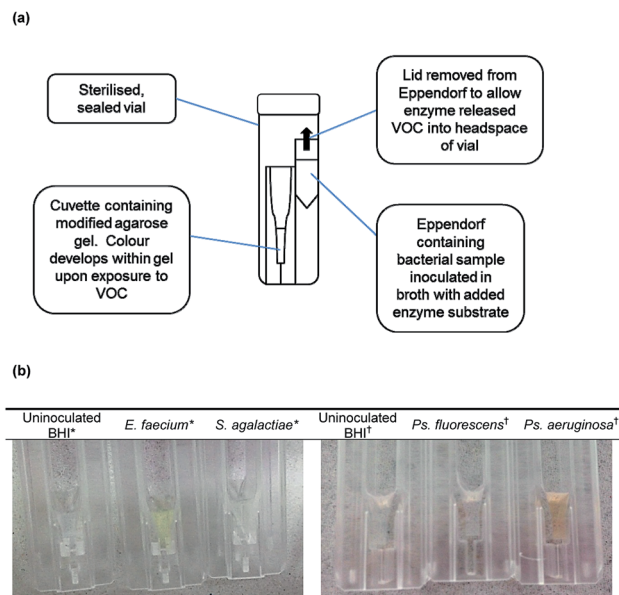 (a)
Sterilised,
sealed vial
Lid removed from
Eppendorf to allow
enzyme released
VOC into headspace
of vial
Cuvette containing
modified agarose
gel. Colour
develops within gel
upon exposure to
VOC
Eppendorf
containing
bacterial sample
inoculated in
broth with added
enzyme substrate
(b)
Uninoculated
BHI*
E. faecium*
S. agalactiae*
Uninoculated
BHI†
Ps. fluorescens†
Ps. aeruginosa†